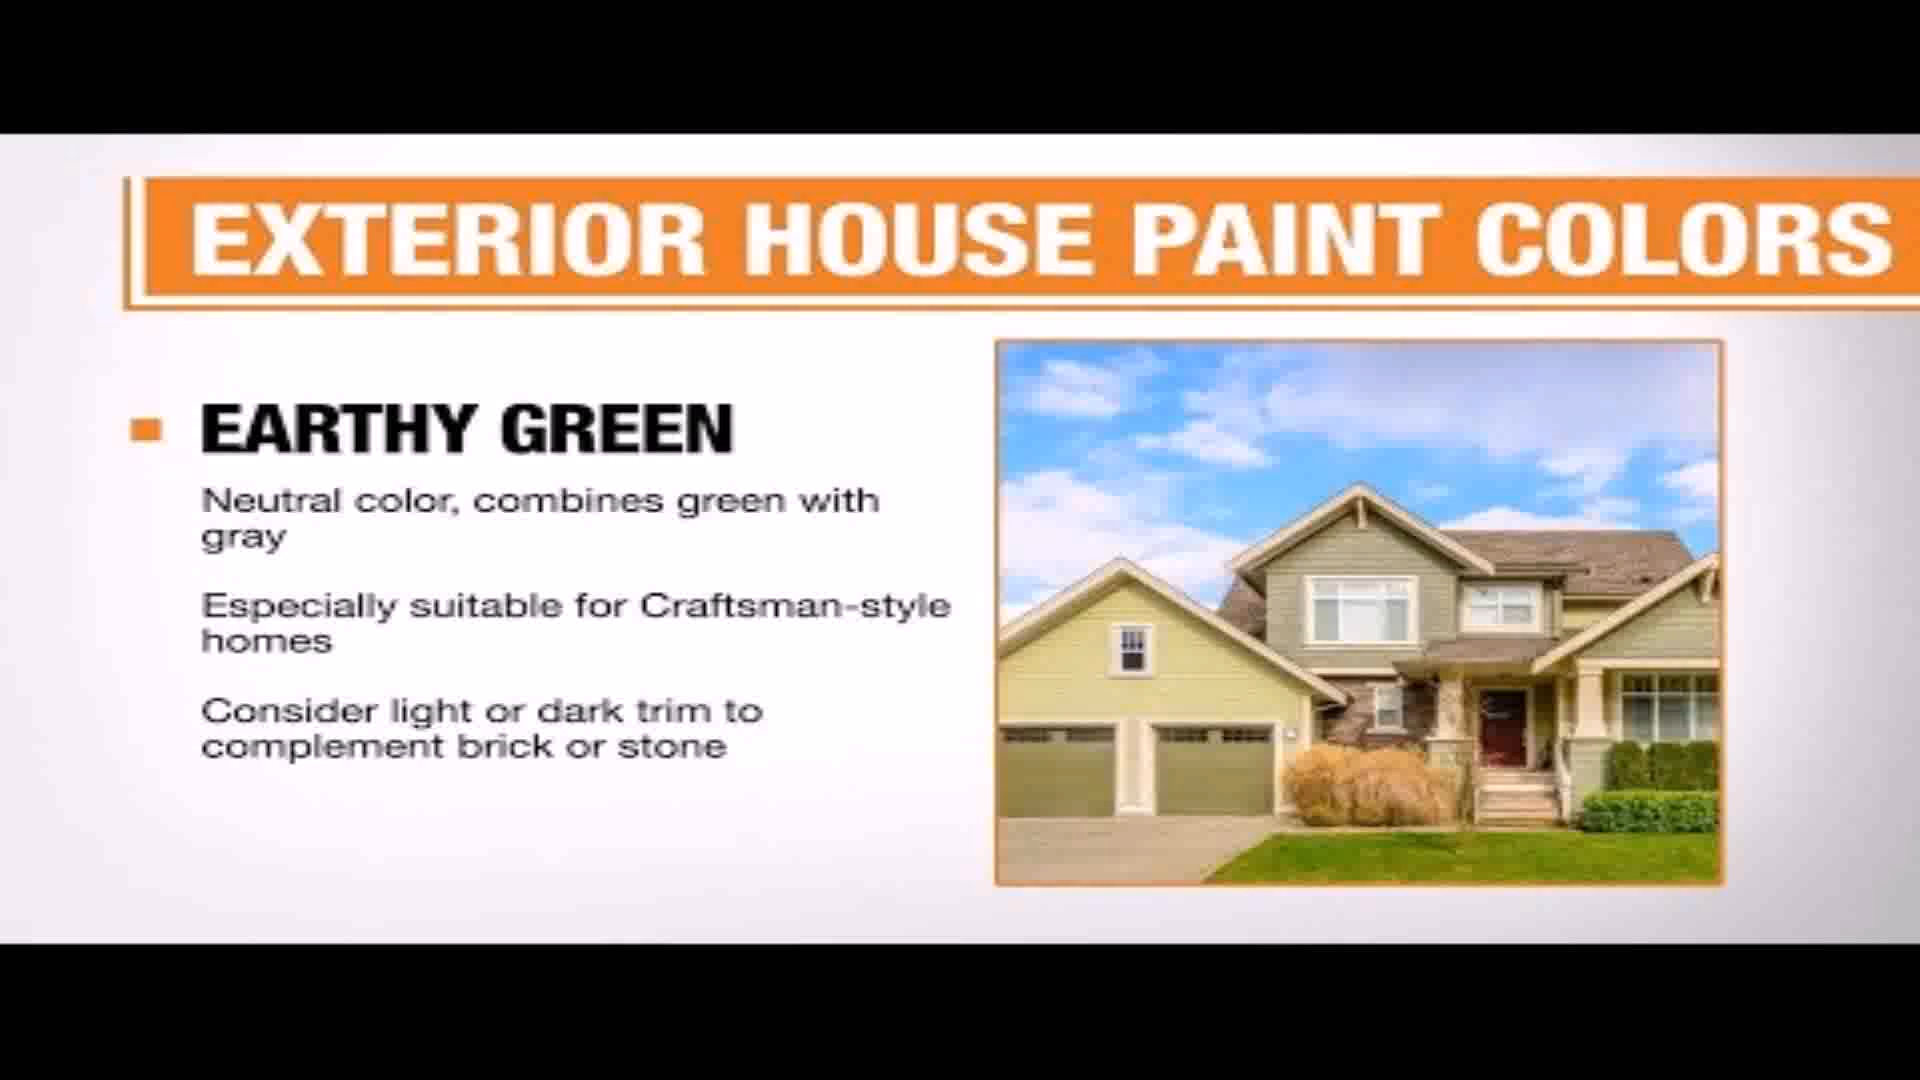 EXTERIOR HOUSE PAINT COLORS
EARTHY GREEN
Neutral color, combines green with
gray
Especially suitable for Craftsman-style
homes
Consider light or dark trim to
complement brick or stone